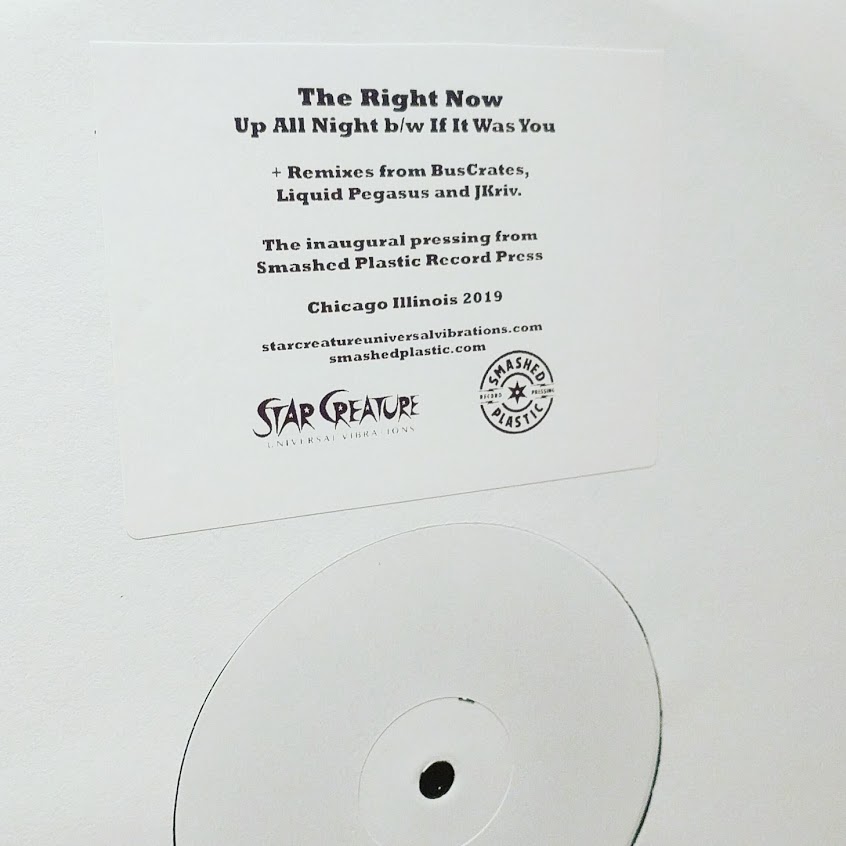 The Right Now
Up All Night b/w If It Was You
+ Remixes from BusCrates,
Liquid Pegasus and JKriv.
The inaugural pressing from
Smashed Plastic Record Press
Chicago Illinois 2019
starcreatureuniversalvibrations.com
smashedplastic.com
STAR CREATURE
UNIVERSAL VIBRATIONS
SMASHED
RECORD PRESSING
PLASTIC